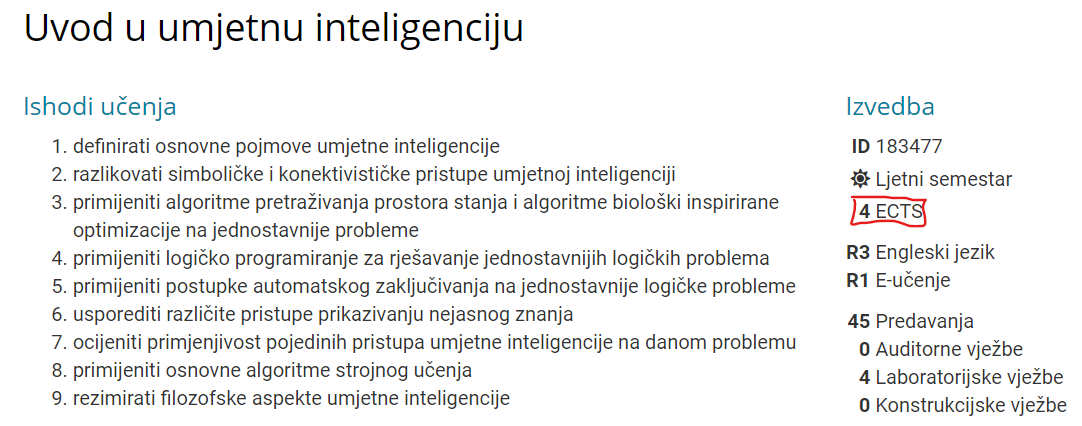 Uvod u umjetnu inteligenciju
Ishodi učenja
1. definirati osnovne pojmove umjetne inteligencije
2. razlikovati simboličke i konektivističke pristupe umjetnoj inteligenciji
3. primijeniti algoritme pretraživanja prostora stanja i algoritme biološki inspirirane
optimizacije na jednostavnije probleme
4. primijeniti logičko programiranje za rješavanje jednostavnijih logičkih problema
5. primijeniti postupke automatskog zaključivanja na jednostavnije logičke probleme
6. usporediti različite pristupe prikazivanju nejasnog znanja
7. ocijeniti primjenjivost pojedinih pristupa umjetne inteligencije na danom problemu
8. primijeniti osnovne algoritme strojnog učenja
9. rezimirati filozofske aspekte umjetne inteligencije
Izvedba
ID 183477
Ljetni semestar
4 ECTS
R3 Engleski jezik
R1 E-učenje
45 Predavanja
0 Auditorne vježbe
4 Laboratorijske vježbe
0 Konstrukcijske vježbe